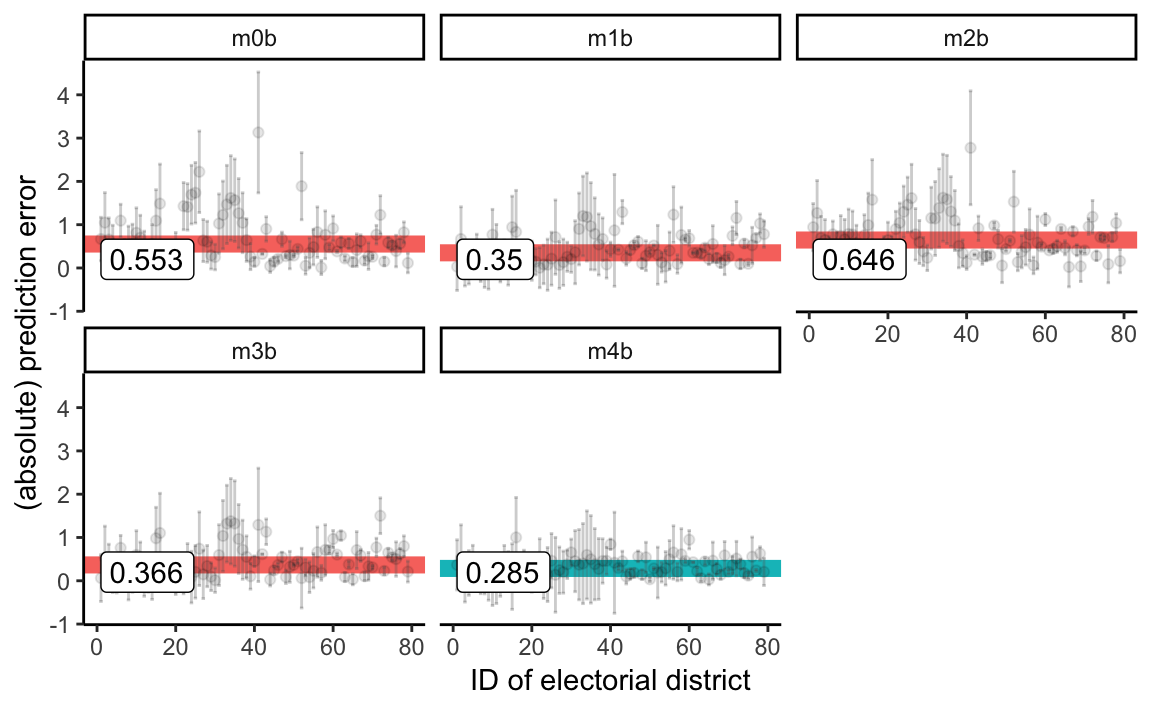 m0b
m1b
m2b
4
3
2
1
0
-1
0.553
0.35
0.646
0 20 40 60 80
m3b
m4b
4
3
2
1
0
-1
0.366
0.285
0 20 40 60 80
0 20 40 60 80
(absolute) prediction error
ID of electorial district